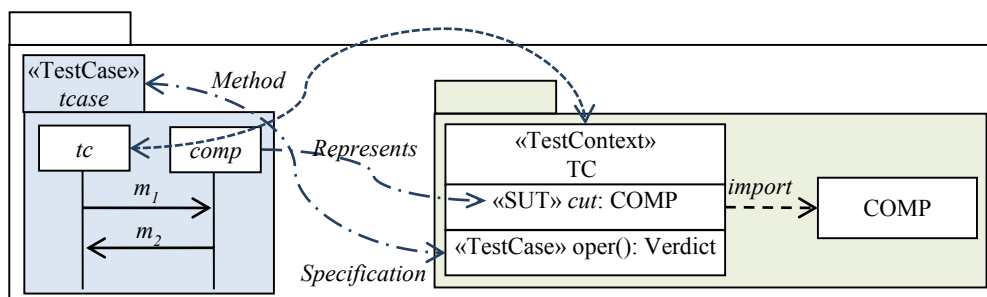 «TestCase»
tcase
Method
tc
comp
Represents
m1
m2
Specification
«TestContext»
TC
«SUT» cut: COMP
«TestCase» oper(): Verdict
import
COMP